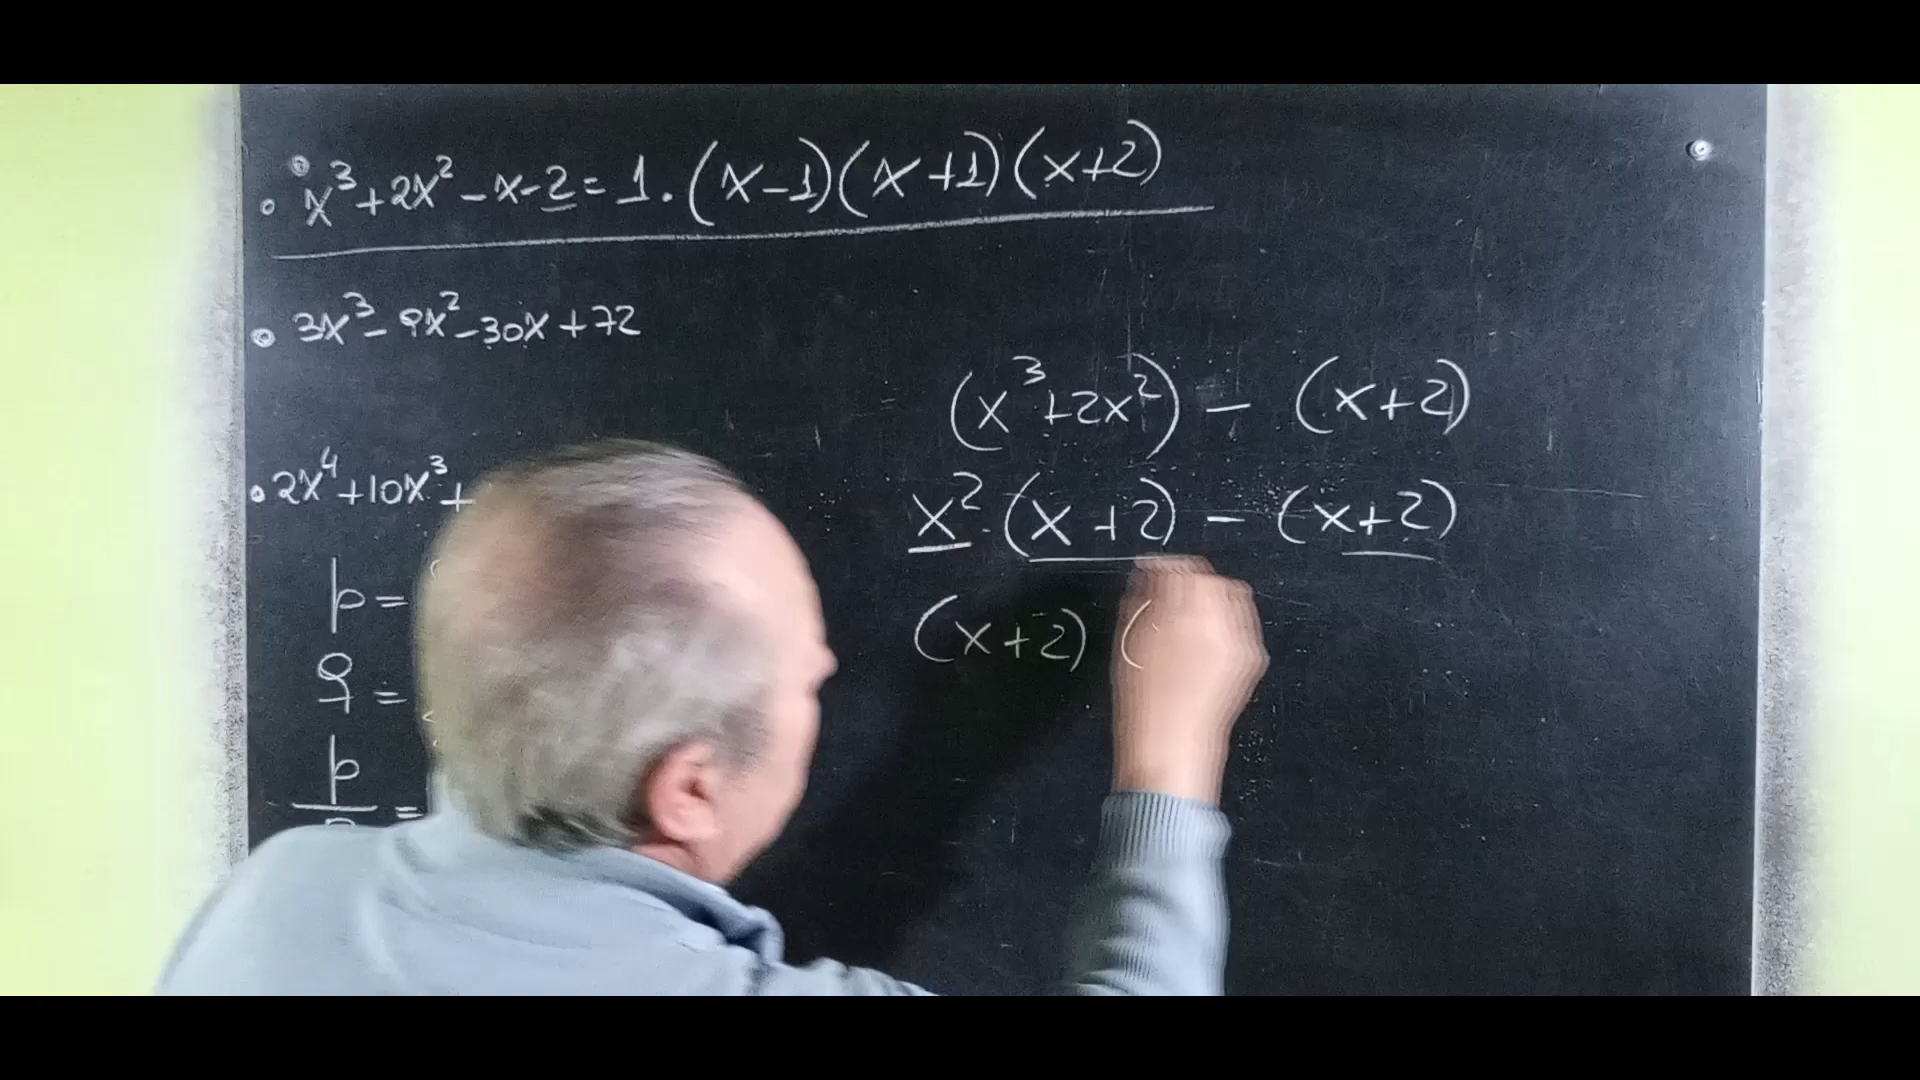 x³+2x²-x-2=1·(x-1)(x+1)(x+2)
3x³-9x²-30x+72
(x³+2x²)-(x+2)
x²·(x+2)-(x+2)
(x+2)(
2x⁴+10x³+
p=
q=
p